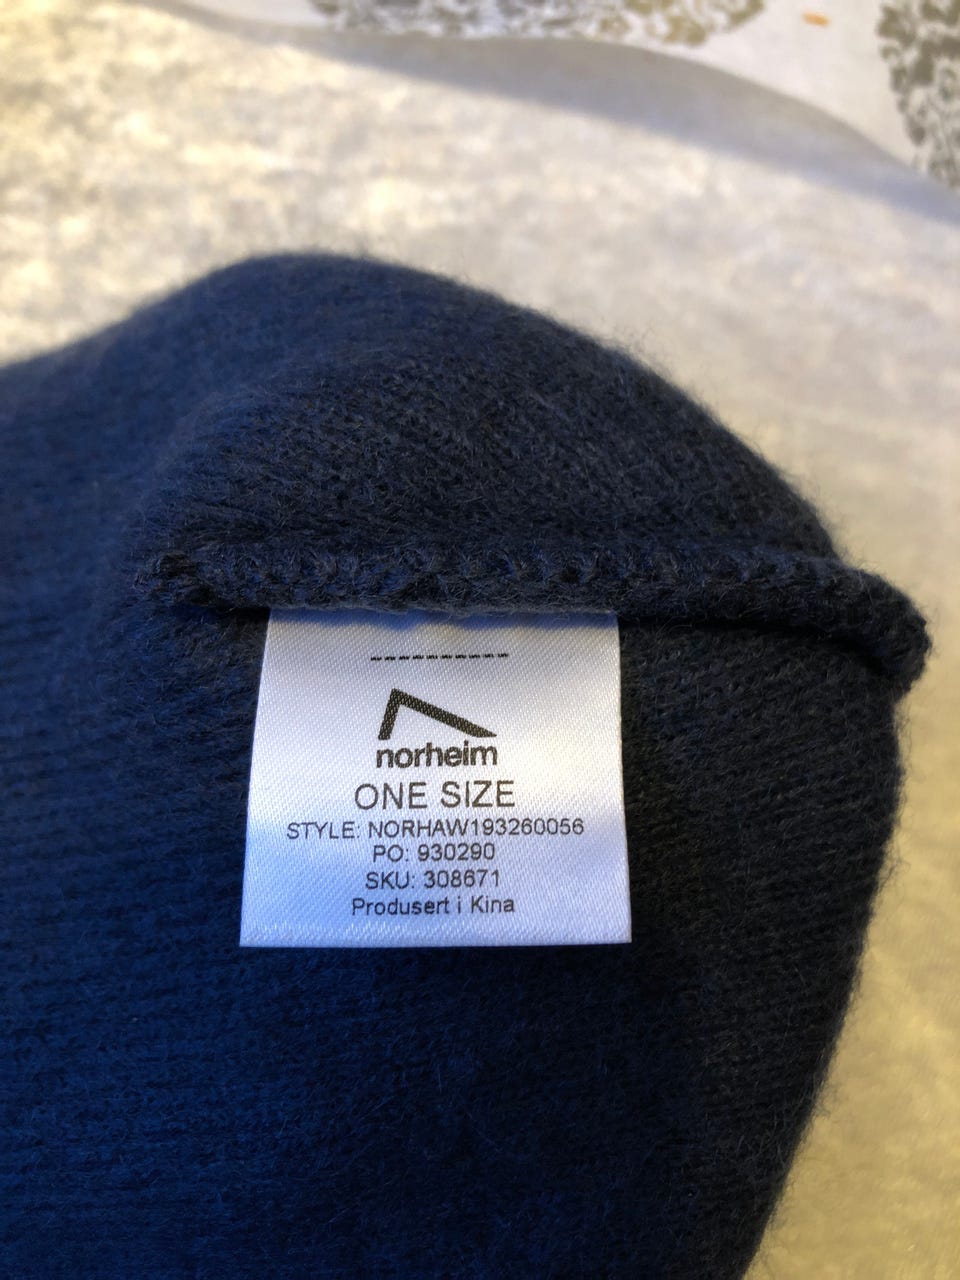 norheim
ONE SIZE
STYLE: NORHAW193260056
PO: 930290
SKU: 308671
Produsert i Kina